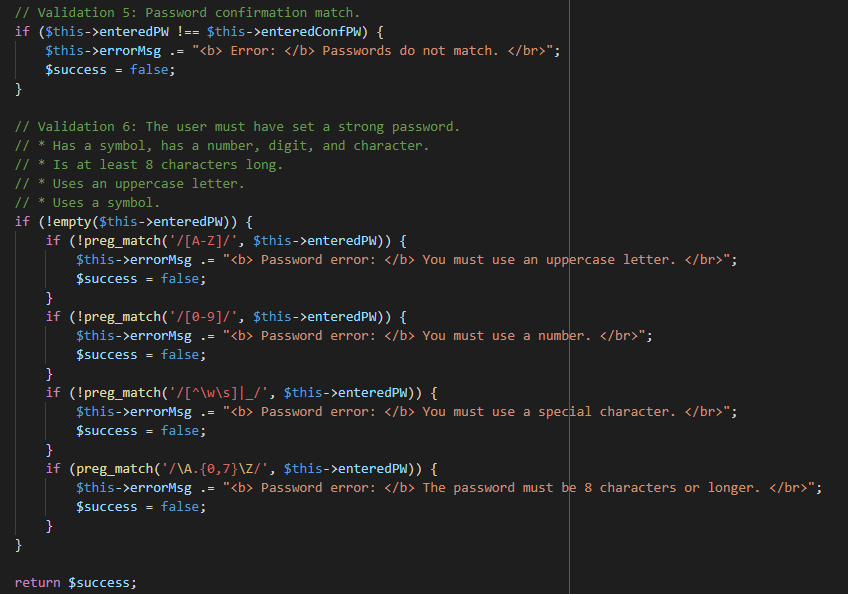 // Validation 5: Password confirmation match.
if ($this->enteredPW !== $this->enteredConfPW) {
    $this->errorMsg .= "<b> Error: </b> Passwords do not match. </br>";
    $success = false;
}

// Validation 6: The user must have set a strong password.
// * Has a symbol, has a number, digit, and character.
// * Is at least 8 characters long.
// * Uses an uppercase letter.
// * Uses a symbol.
if (!empty($this->enteredPW)) {
    if (!preg_match('/[A-Z]/', $this->enteredPW)) {
        $this->errorMsg .= "<b> Password error: </b> You must use an uppercase letter. </br>";
        $success = false;
    }
    if (!preg_match('/[0-9]/', $this->enteredPW)) {
        $this->errorMsg .= "<b> Password error: </b> You must use a number. </br>";
        $success = false;
    }
    if (!preg_match('/[^\w\s]|_/', $this->enteredPW)) {
        $this->errorMsg .= "<b> Password error: </b> You must use a special character. </br>";
        $success = false;
    }
    if (preg_match('/\A.{0,7}\Z/', $this->enteredPW)) {
        $this->errorMsg .= "<b> Password error: </b> The password must be 8 characters or longer. </br>";
        $success = false;
    }
}

return $success;